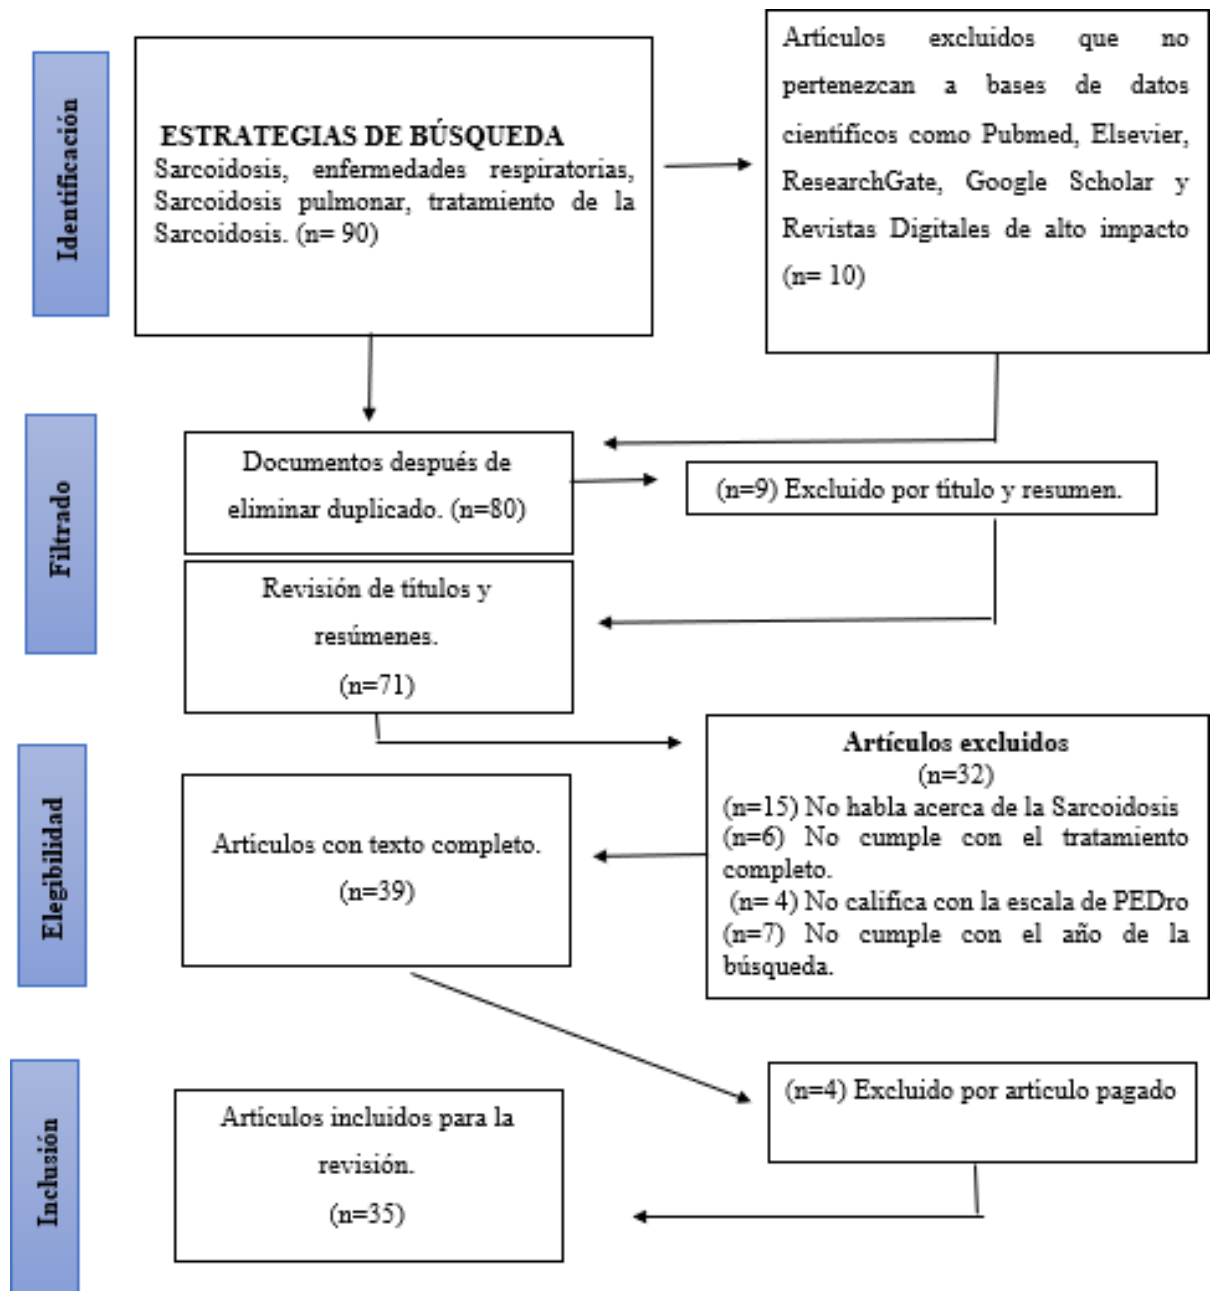 Identificación
ESTRATEGIAS DE BÚSQUEDA
Sarcoidosis, enfermedades respiratorias,
Sarcoidosis pulmonar, tratamiento de la
Sarcoidosis. (n= 90)
Artículos excluidos que no
pertenezcan a bases de datos
científicos como Pubmed, Elsevier,
ResearchGate, Google Scholar y
Revistas Digitales de alto impacto
(n= 10)
Filtrado
Documentos después de
eliminar duplicado. (n=80)
(n=9) Excluido por título y resumen.
Revisión de títulos y
resúmenes.
(n=71)
Elegibilidad
Artículos excluidos
(n=32)
(n=15) No habla acerca de la Sarcoidosis
(n=6) No cumple con el tratamiento
completo.
(n= 4) No califica con la escala de PEDro
(n=7) No cumple con el año de la
búsqueda.
Artículos con texto completo.
(n=39)
Inclusión
(n=4) Excluido por artículo pagado
Artículos incluidos para la
revisión.
(n=35)